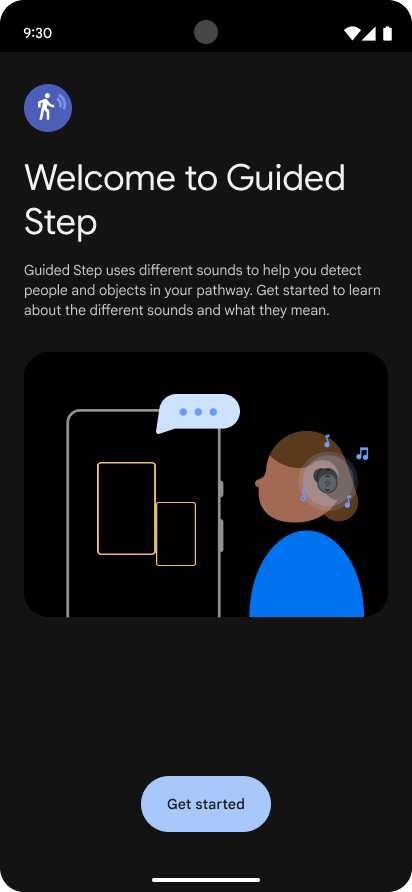 9:30
Welcome to Guided
Step
Guided Step uses different sounds to help you detect
people and objects in your pathway. Get started to learn
about the different sounds and what they mean.
Get started